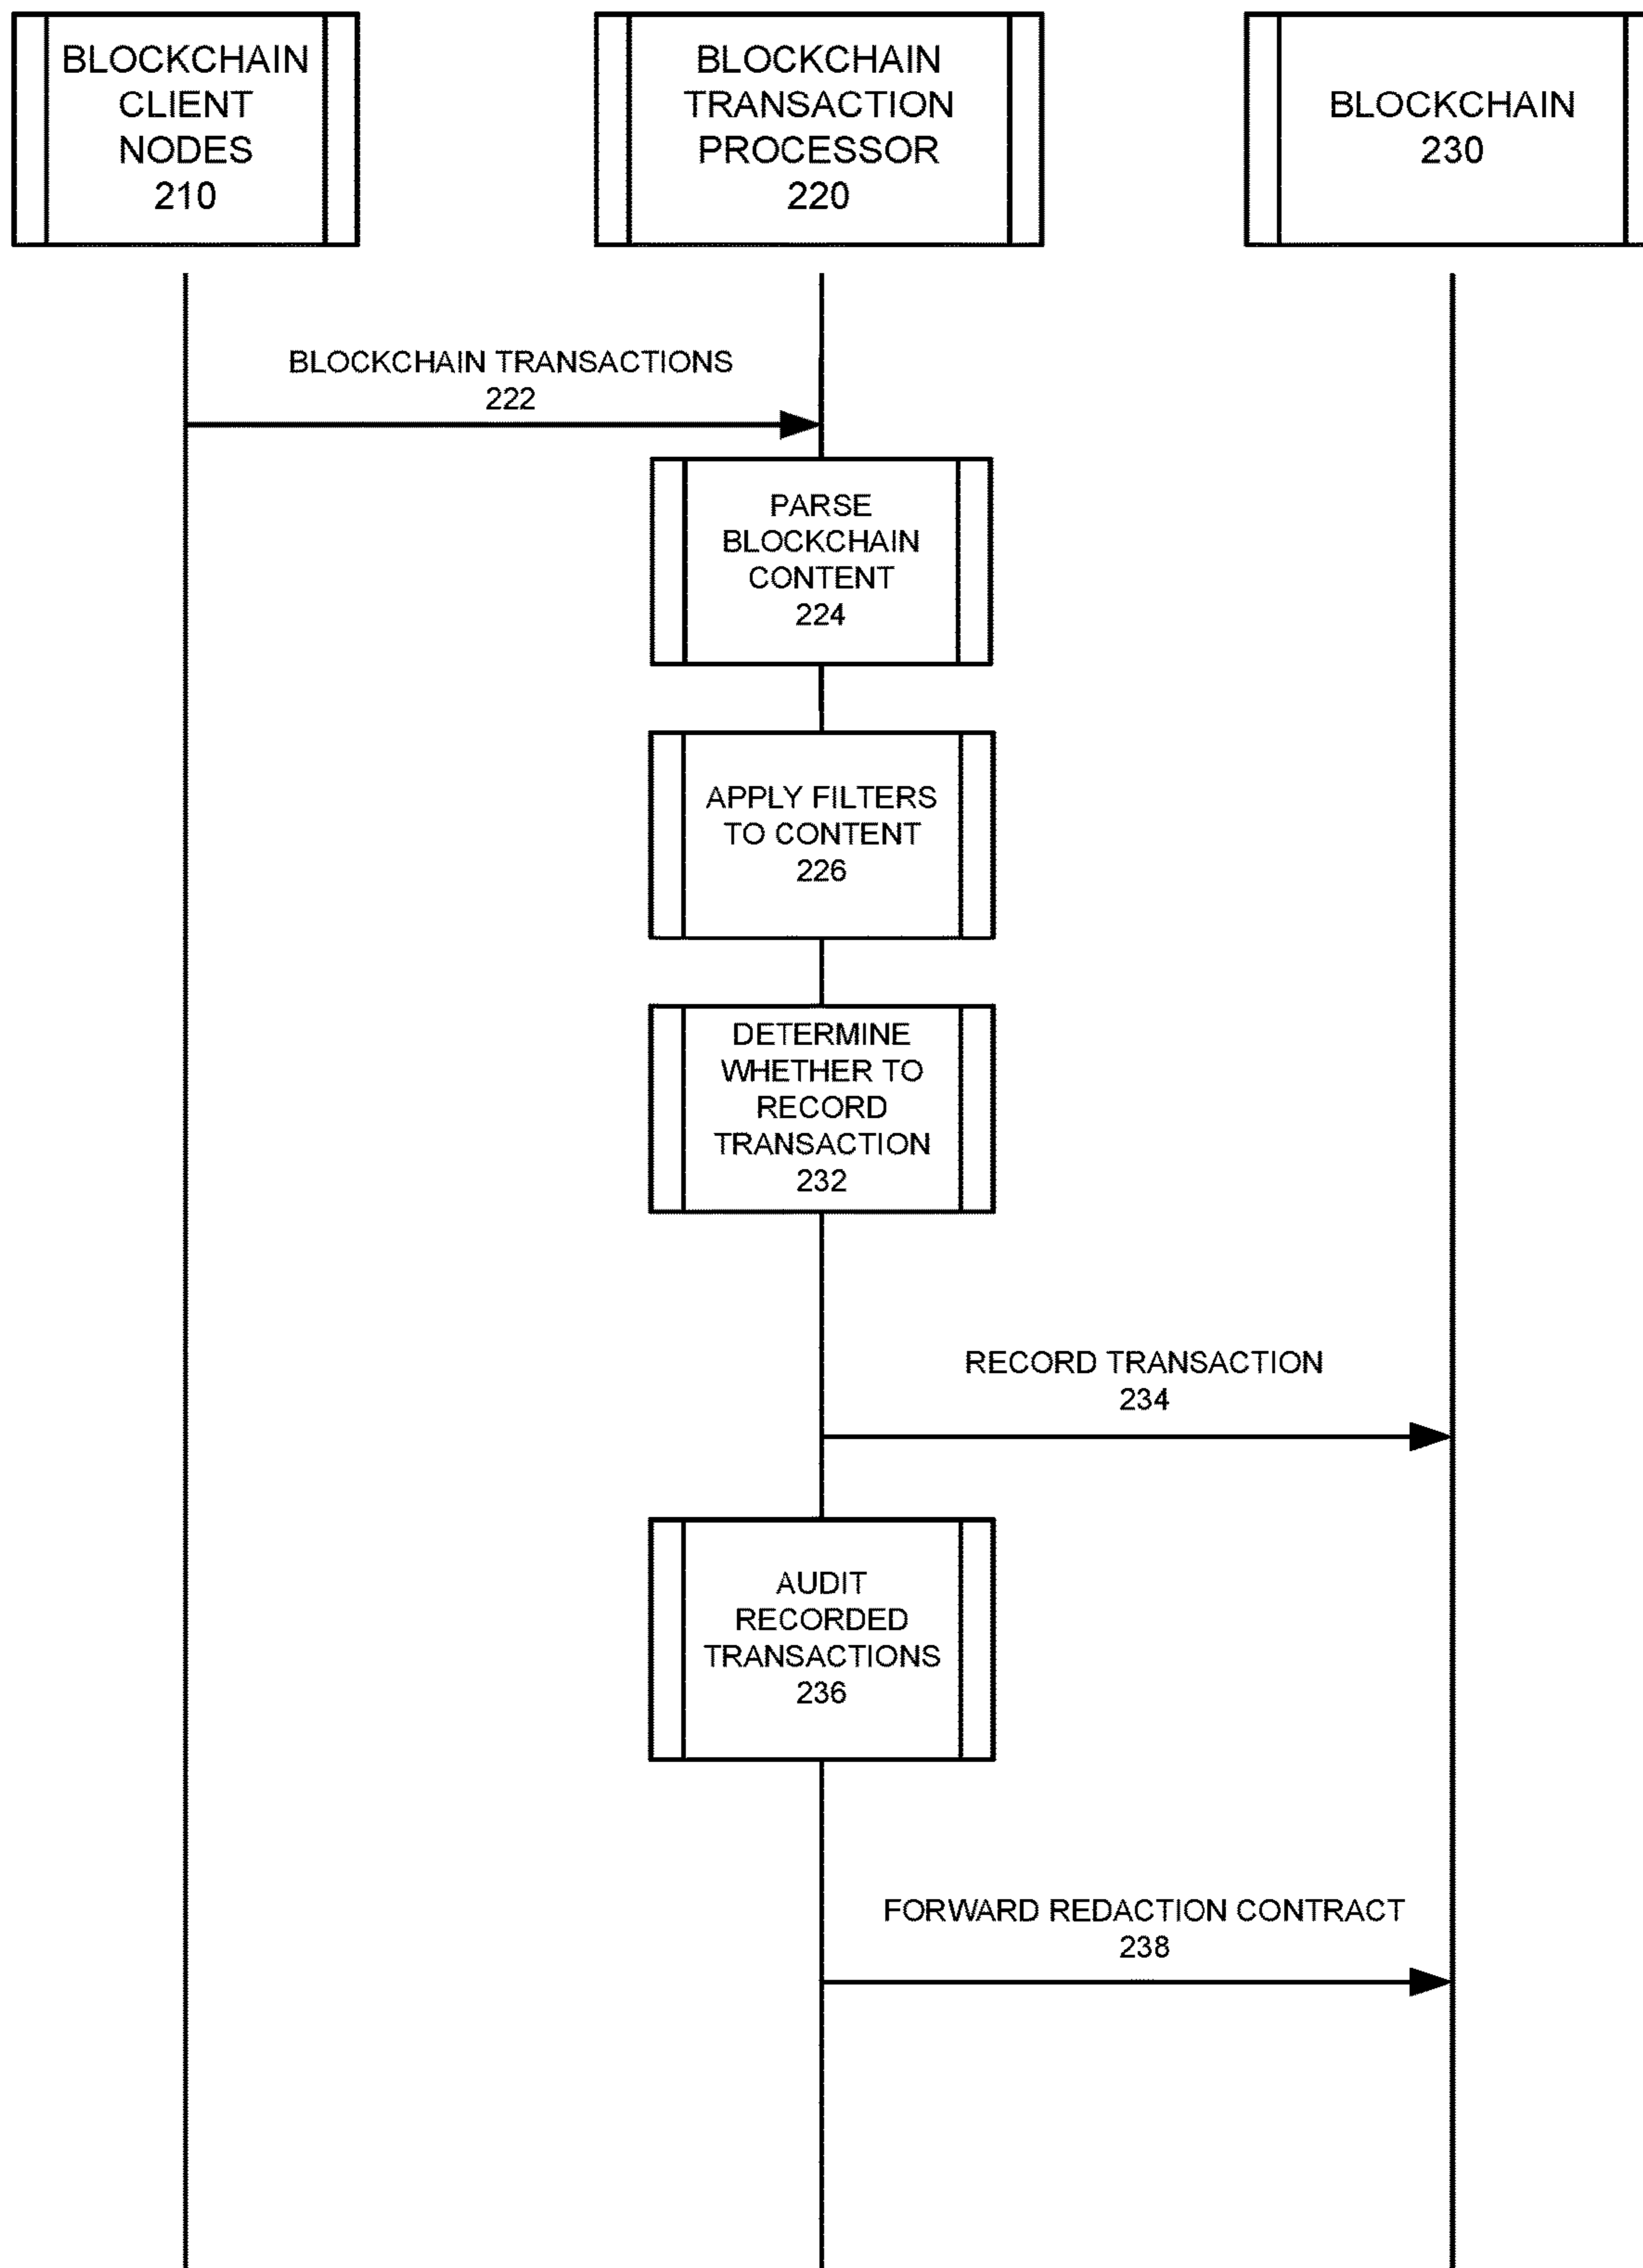 BLOCKCHAIN
CLIENT
NODES
210
BLOCKCHAIN
TRANSACTION
PROCESSOR
220
BLOCKCHAIN
230
BLOCKCHAIN TRANSACTIONS
222
PARSE
BLOCKCHAIN
CONTENT
224
APPLY FILTERS
TO CONTENT
226
DETERMINE
WHETHER TO
RECORD
TRANSACTION
232
RECORD TRANSACTION
234
AUDIT
RECORDED
TRANSACTIONS
236
FORWARD REDACTION CONTRACT
238